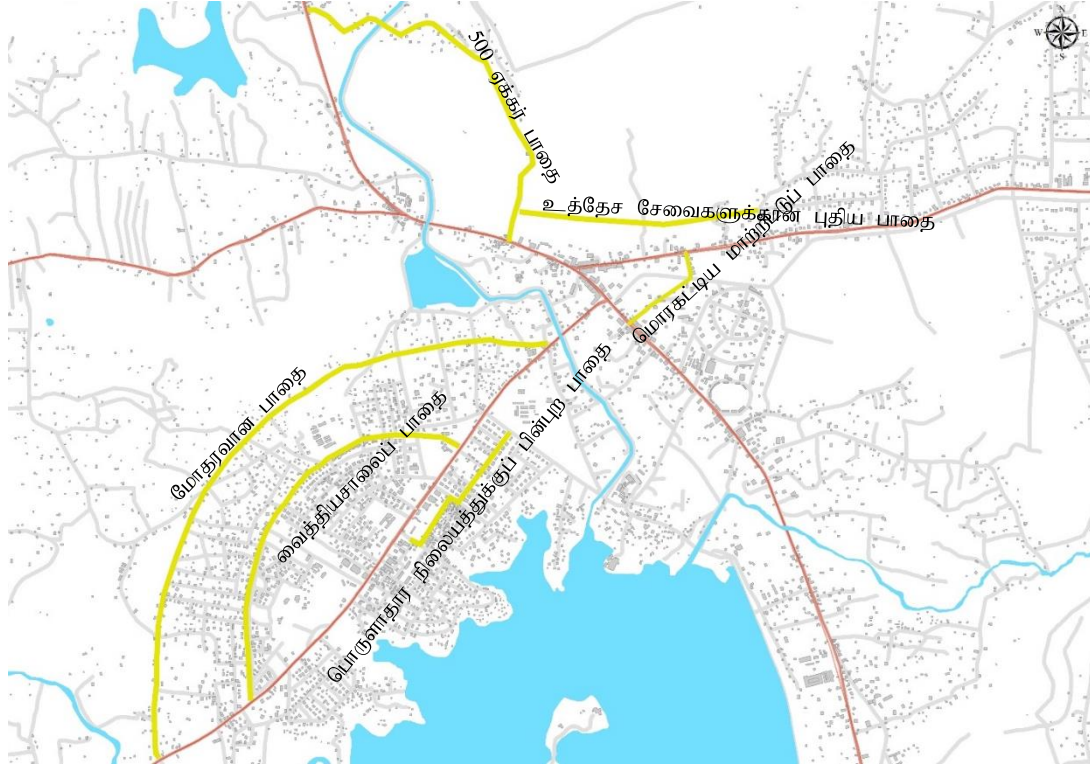 N
W E
S
500 ஏக்கர் பாதை
உத்தேச சேவைகளுக்கான புதிய பாதை
மொரகட்டிய மாற்றீட்டுப் பாதை
மோதரவான பாதை
வைத்தியசாலைப் பாதை
பொருளாதார நிலையத்துக்குப் பின்புற பாதை